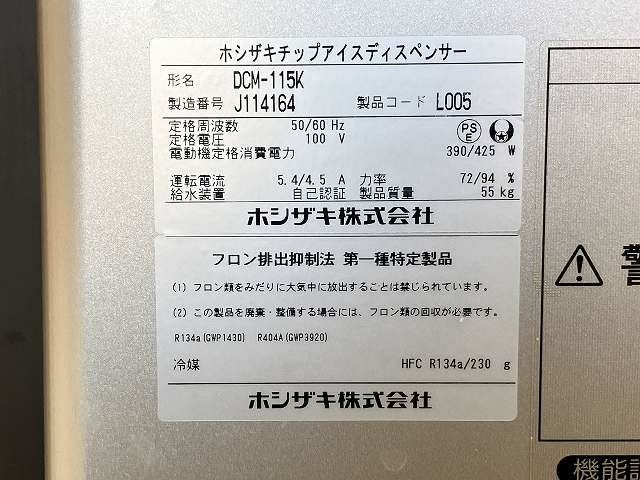 ホシザキチップアイスディスペンサー
形名 DCM-115K
製造番号 J114164 製品コード L005
定格周波数 50/60 Hz
定格電圧 100 V
電動機定格消費電力 390/425 W
PS
E
運転電流 5.4/4.5 A 力率 72/94 %
給水装置 自己認証 製品質量 55 kg
ホシザキ株式会社
フロン排出抑制法 第一種特定製品
(1) フロン類をみだりに大気中に放出することは禁じられています。
(2) この製品を廃棄・整備する場合には、フロン類の回収が必要です。
R134a(GWP1430) R404A(GWP3920)
冷媒 HFC R134a/230 g
ホシザキ株式会社
機能